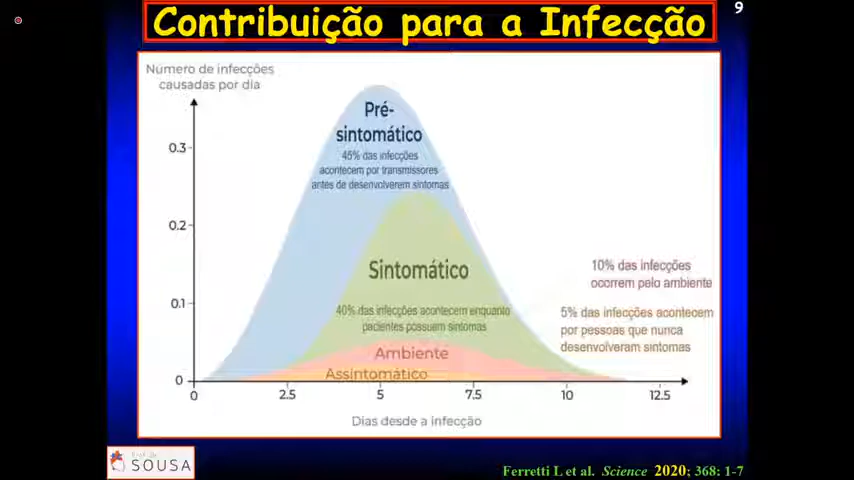 Contribuição para a Infecção
9
Número de infecções
causadas por dia
0.3
0.2
0.1
0
Pré-
sintomático
45% das infecções
acontecem por transmissores
antes de desenvolverem sintomas
Sintomático
40% das infecções acontecem enquanto
pacientes possuem sintomas
Ambiente
Assintomático
10% das infecções
ocorrem pelo ambiente
5% das infecções acontecem
por pessoas que nunca
desenvolveram sintomas
0 2.5 5 7.5 10 12.5
Dias desde a infecção
SOUSA
Ferretti L et al. Science 2020; 368: 1-7